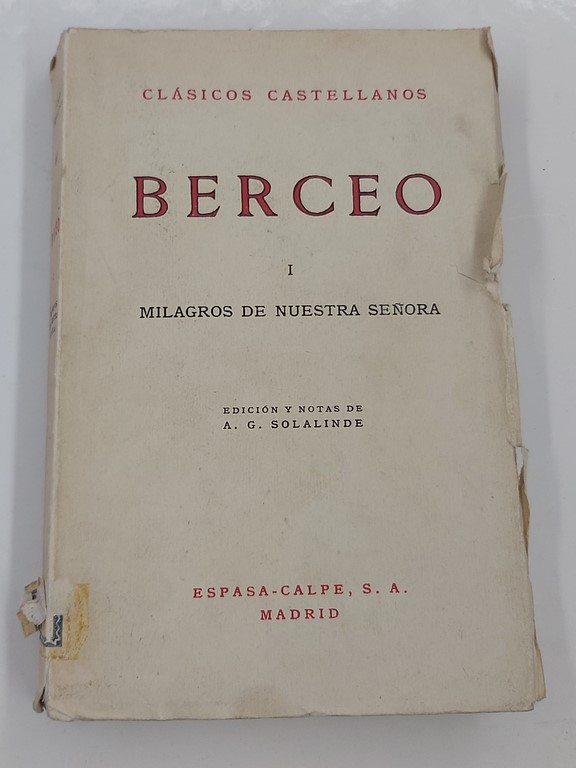 CLÁSICOS CASTELLANOS
BERCEO
I
MILAGROS DE NUESTRA SEÑORA
EDICIÓN Y NOTAS DE
A. G. SOLALINDE
ESPASA-CALPE, S. A.
MADRID